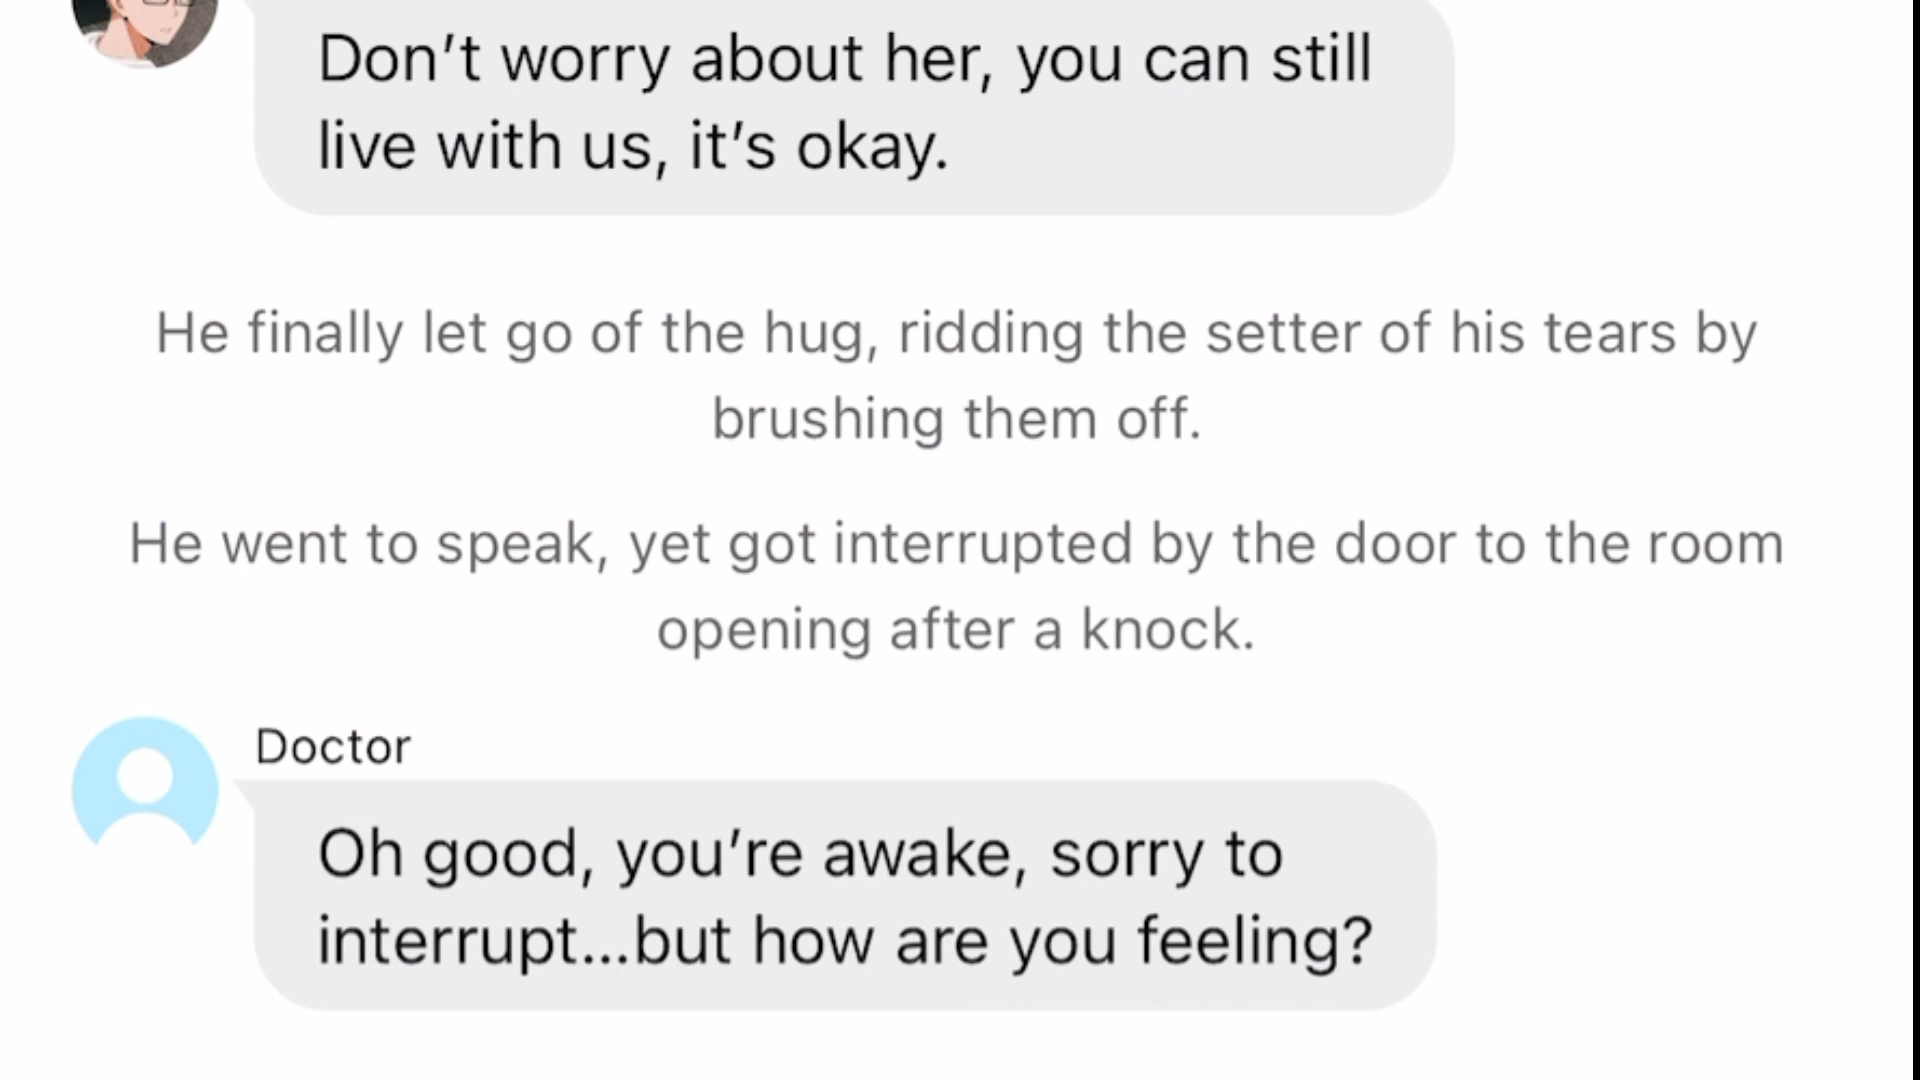 Don’t worry about her, you can still
live with us, it’s okay.
He finally let go of the hug, ridding the setter of his tears by
brushing them off.
He went to speak, yet got interrupted by the door to the room
opening after a knock.
Doctor
Oh good, you’re awake, sorry to
interrupt...but how are you feeling?